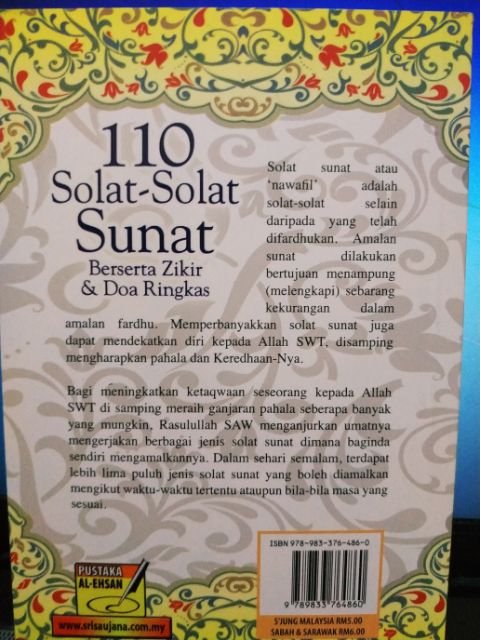 110
Solat-Solat
Sunat
Berserta Zikir
& Doa Ringkas
Solat sunat atau
'nawafil' adalah
solat-solat selain
daripada yang telah
difardhukan. Amalan
sunat dilakukan
bertujuan menampung
(melengkapi) sebarang
kekurangan dalam
amalan fardhu. Memperbanyakkan solat sunat juga
dapat mendekatkan diri kepada Allah SWT, disamping
mengharapkan pahala dan Keredhaan-Nya.
Bagi meningkatkan ketaqwaan seseorang kepada Allah
SWT di samping meraih ganjaran pahala seberapa banyak
yang mungkin, Rasulullah SAW menganjurkan umatnya
mengerjakan berbagai jenis solat sunat dimana baginda
sendiri mengamalkannya. Dalam sehari semalam, terdapat
lebih lima puluh jenis solat sunat yang boleh diamalkan
mengikut waktu-waktu tertentu ataupun bila-bila masa yang
sesuai.
PUSTAKA
AL-EHSAN
www.srisaujana.com.my
ISBN 978-983-376-486-0
9 789833 764860
S'JUNG MALAYSIA RM5.00
SABAH & SARAWAK RM6.00